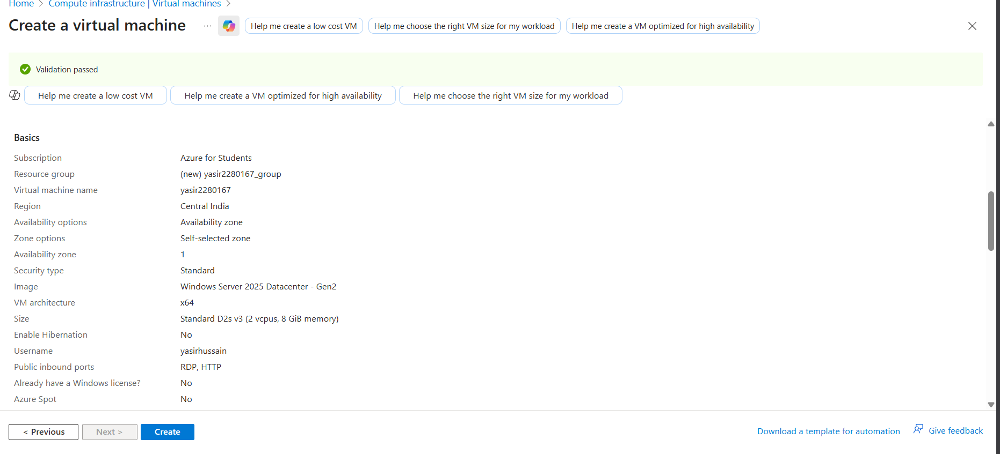 Home > Compute infrastructure | Virtual machines >
Create a virtual machine ... Help me create a low cost VM Help me choose the right VM size for my workload Help me create a VM optimized for high availability
Validation passed
Help me create a low cost VM Help me create a VM optimized for high availability Help me choose the right VM size for my workload
Basics
Subscription Azure for Students
Resource group (new) yasir2280167_group
Virtual machine name yasir2280167
Region Central India
Availability options Availability zone
Zone options Self-selected zone
Availability zone 1
Security type Standard
Image Windows Server 2025 Datacenter - Gen2
VM architecture x64
Size Standard D2s v3 (2 vcpus, 8 GiB memory)
Enable Hibernation No
Username yasirhussain
Public inbound ports RDP, HTTP
Already have a Windows license? No
Azure Spot No
< Previous Next > Create Download a template for automation Give feedback